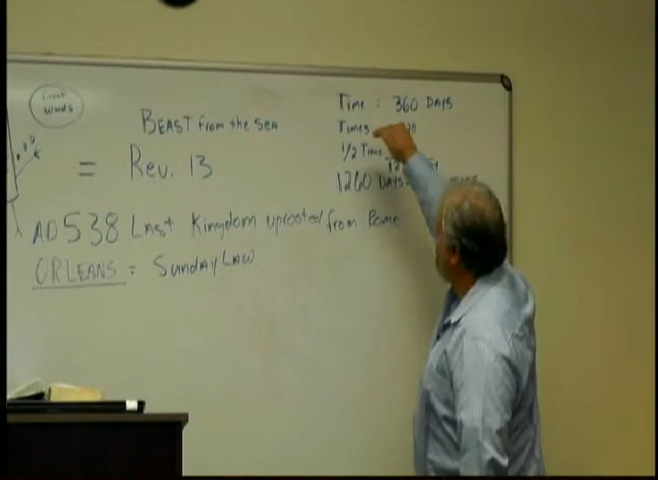 Great
words
BEAST from the SEA
= Rev. 13
AD 538 Last Kingdom uprooted from Rome
ORLEANS = Sunday LAW
Time : 360 DAYS
Times
1/2 Time
1260 DAYS